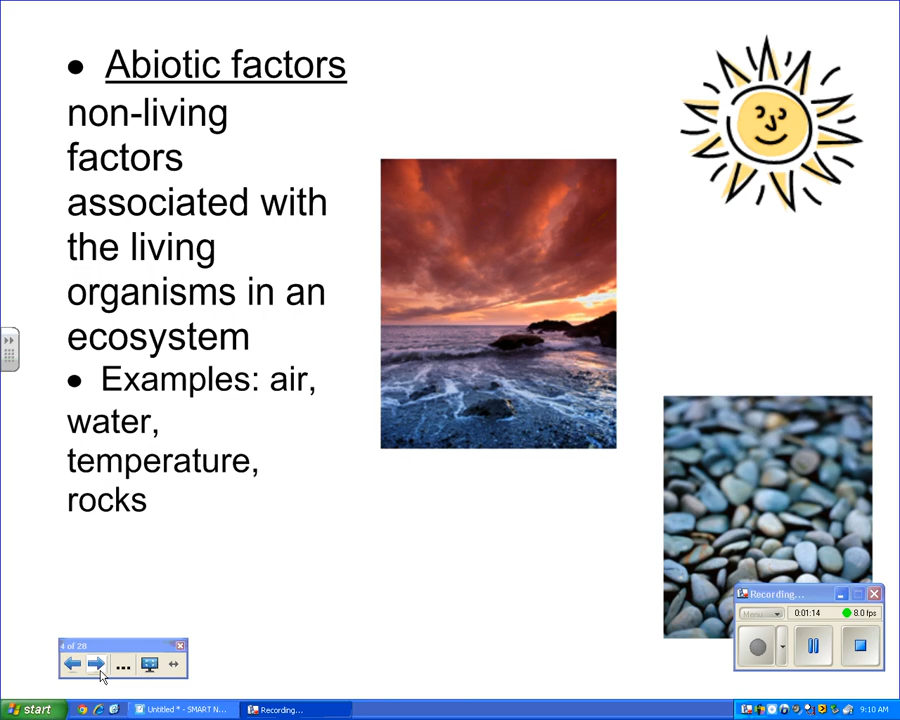 • Abiotic factors
non-living
factors
associated with
the living
organisms in an
ecosystem
• Examples: air,
water,
temperature,
rocks
Recording...
Menu
0:01:14
8.0 fps
4 of 28
...
start
Untitled * - SMART N...
Recording...
9:10 AM